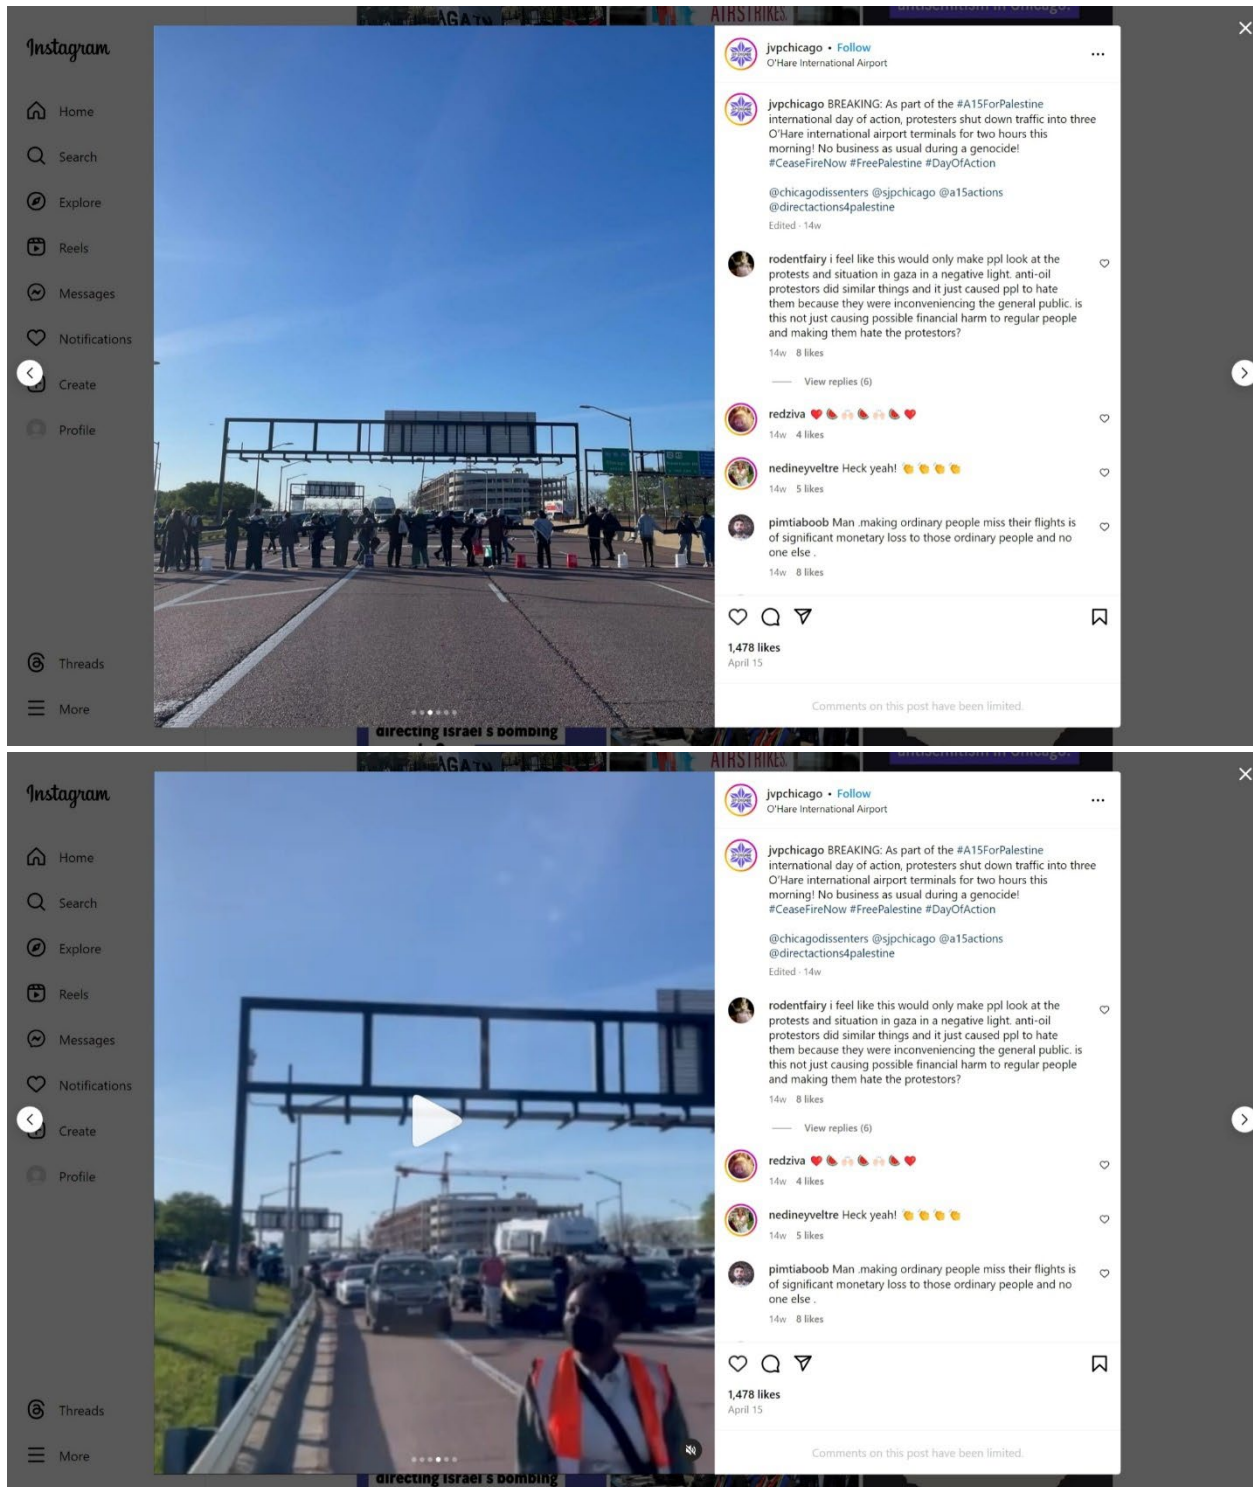 AGA
AIRSTRIKES.
antisemitism in Chicago.
Instagram
Home
Search
Explore
Reels
Messages
Notifications
Create
Profile
Threads
More
jvpchicago • Follow
O'Hare International Airport
jvpchicago BREAKING: As part of the #A15ForPalestine
international day of action, protesters shut down traffic into three
O'Hare international airport terminals for two hours this
morning! No business as usual during a genocide!
#CeaseFireNow #FreePalestine #DayOfAction
@chicagodissenters @sjpchicago @a15actions
@directactions4palestine
Edited · 14w
rodentfairy i feel like this would only make ppl look at the
protests and situation in gaza in a negative light. anti-oil
protestors did similar things and it just caused ppl to hate
them because they were inconveniencing the general public. is
this not just causing possible financial harm to regular people
and making them hate the protestors?
14w 8 likes
View replies (6)
redziva ❤️🍉🙌🏻🍉🙌🏻🍉❤️
14w 4 likes
nedineyveltre Heck yeah! 👏👏👏👏
14w 5 likes
pimtiaboob Man .making ordinary people miss their flights is
of significant monetary loss to those ordinary people and no
one else .
14w 8 likes
1,478 likes
April 15
Comments on this post have been limited.
directing Israel's bombing
AGA
AIRSTRIKES.
antisemitism in Chicago.
Instagram
Home
Search
Explore
Reels
Messages
Notifications
Create
Profile
Threads
More
jvpchicago • Follow
O'Hare International Airport
jvpchicago BREAKING: As part of the #A15ForPalestine
international day of action, protesters shut down traffic into three
O'Hare international airport terminals for two hours this
morning! No business as usual during a genocide!
#CeaseFireNow #FreePalestine #DayOfAction
@chicagodissenters @sjpchicago @a15actions
@directactions4palestine
Edited · 14w
rodentfairy i feel like this would only make ppl look at the
protests and situation in gaza in a negative light. anti-oil
protestors did similar things and it just caused ppl to hate
them because they were inconveniencing the general public. is
this not just causing possible financial harm to regular people
and making them hate the protestors?
14w 8 likes
View replies (6)
redziva ❤️🍉🙌🏻🍉🙌🏻🍉❤️
14w 4 likes
nedineyveltre Heck yeah! 👏👏👏👏
14w 5 likes
pimtiaboob Man .making ordinary people miss their flights is
of significant monetary loss to those ordinary people and no
one else .
14w 8 likes
1,478 likes
April 15
Comments on this post have been limited.
directing Israel's bombing